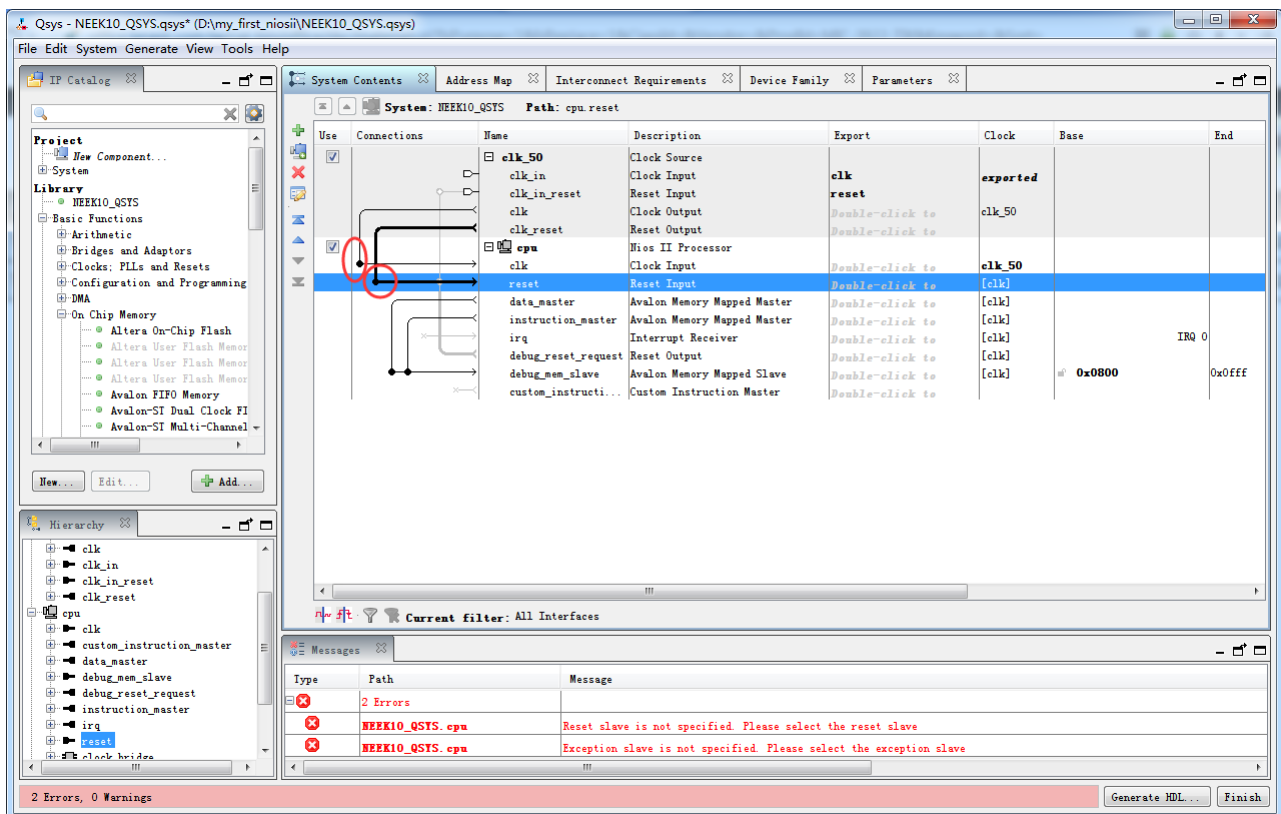 Qsys - NEEK10_QSYS.qsys* (D:\my_first_niosii\NEEK10_QSYS.qsys)
File Edit System Generate View Tools Help
IP Catalog
Project
New Component...
System
Library
NEEK10_QSYS
Basic Functions
Arithmetic
Bridges and Adaptors
Clocks; PLLs and Resets
Configuration and Programming
DMA
On Chip Memory
Altera On-Chip Flash
Altera User Flash Memor
Altera User Flash Memor
Altera User Flash Memor
Avalon FIFO Memory
Avalon-ST Dual Clock FI
Avalon-ST Multi-Channel
New... Edit... Add...
Hierarchy
clk
clk_in
clk_in_reset
clk_reset
cpu
clk
custom_instruction_master
data_master
debug_mem_slave
debug_reset_request
instruction_master
irq
reset
clock_bridge
System Contents Address Map Interconnect Requirements Device Family Parameters
System: NEEK10_QSYS Path: cpu.reset
Use Connections Name Description Export Clock Base End
clk_50 Clock Source
clk_in Clock Input clk exported
clk_in_reset Reset Input reset
clk Clock Output Double-click to clk_50
clk_reset Reset Output Double-click to
cpu Nios II Processor
clk Clock Input Double-click to clk_50
reset Reset Input Double-click to [clk]
data_master Avalon Memory Mapped Master Double-click to [clk]
instruction_master Avalon Memory Mapped Master Double-click to [clk]
irq Interrupt Receiver Double-click to [clk] IRQ 0
debug_reset_request Reset Output Double-click to [clk]
debug_mem_slave Avalon Memory Mapped Slave Double-click to [clk] 0x0800 0x0fff
custom_instructi... Custom Instruction Master Double-click to
Current filter: All Interfaces
Messages
Type Path Message
2 Errors
NEEK10_QSYS.cpu Reset slave is not specified. Please select the reset slave
NEEK10_QSYS.cpu Exception slave is not specified. Please select the exception slave
2 Errors, 0 Warnings
Generate HDL... Finish